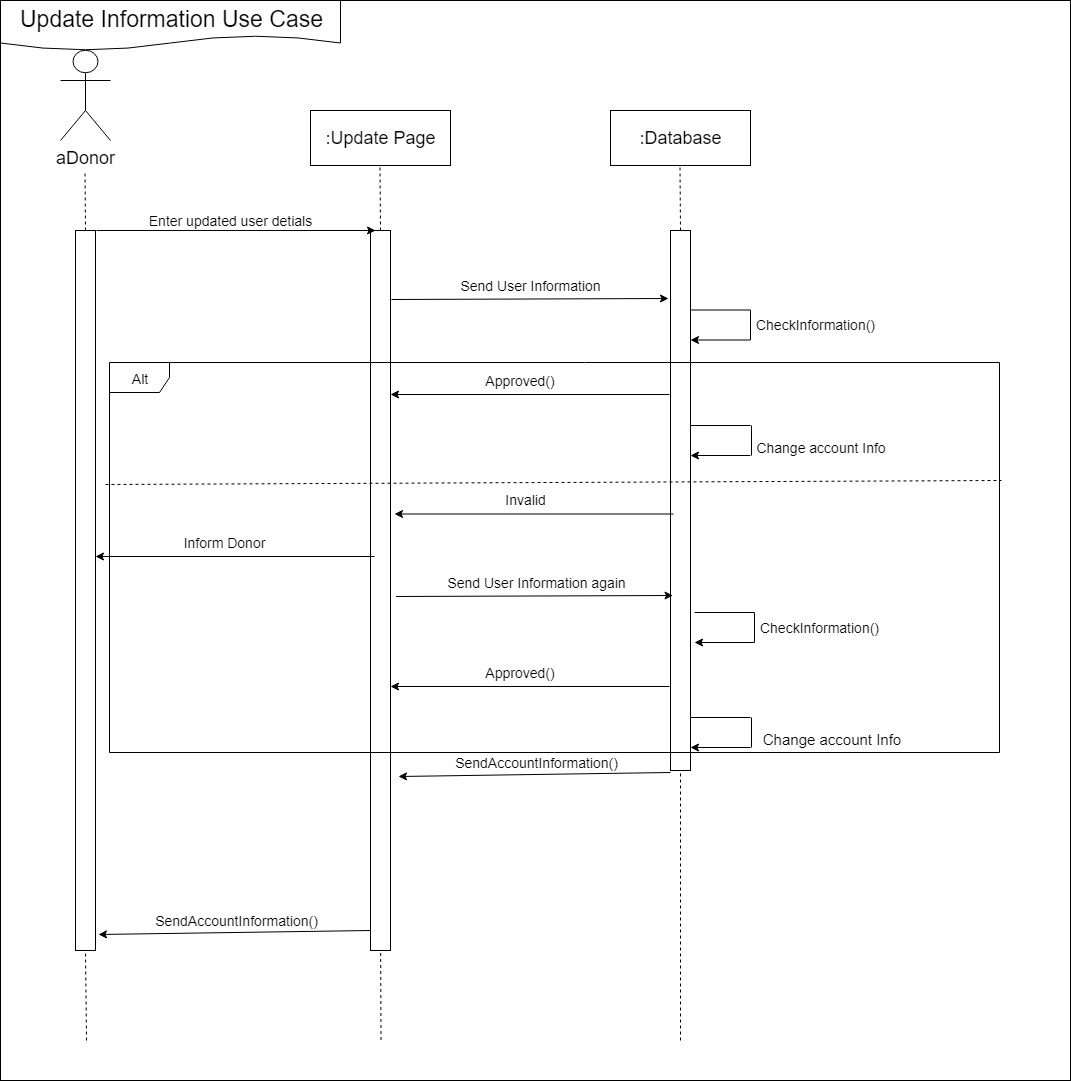 Update Information Use Case
aDonor
:Update Page
:Database
Enter updated user detials
Send User Information
CheckInformation()
Alt
Approved()
Change account Info
Invalid
Inform Donor
Send User Information again
CheckInformation()
Approved()
Change account Info
SendAccountInformation()
SendAccountInformation()